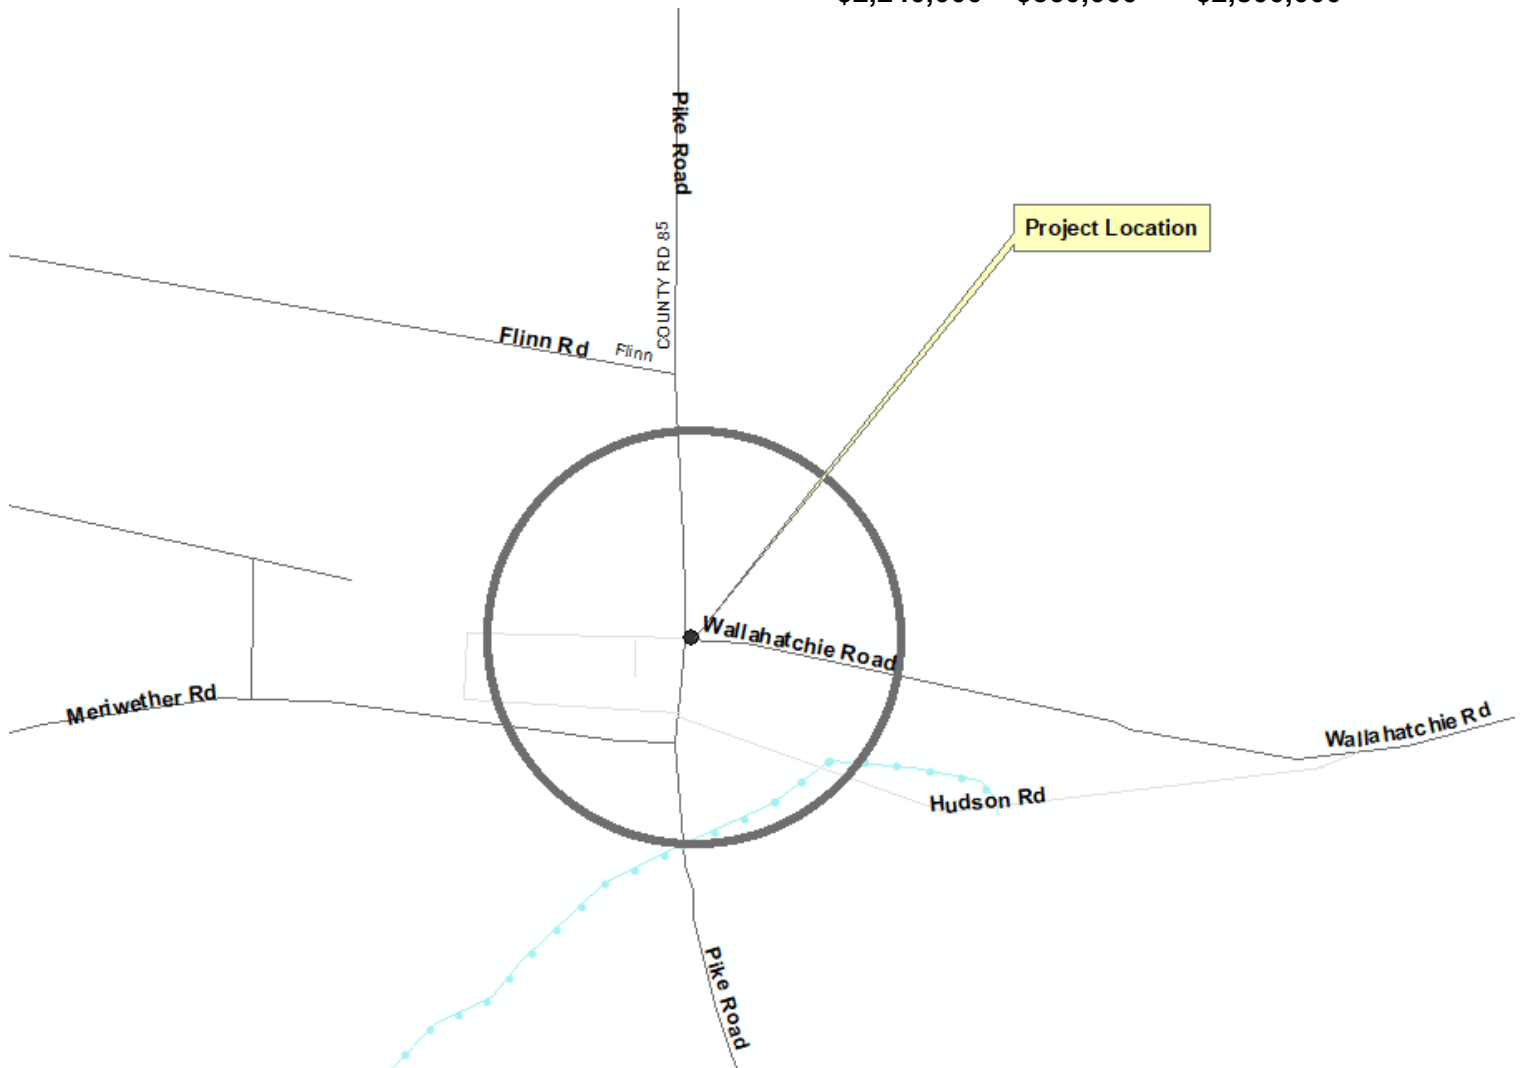 Pike Road
COUNTY RD 85
Project Location
Flinn Rd
Flinn
Wallahatchie Road
Meriwether Rd
Wallahatchie Rd
Hudson Rd
Pike Road